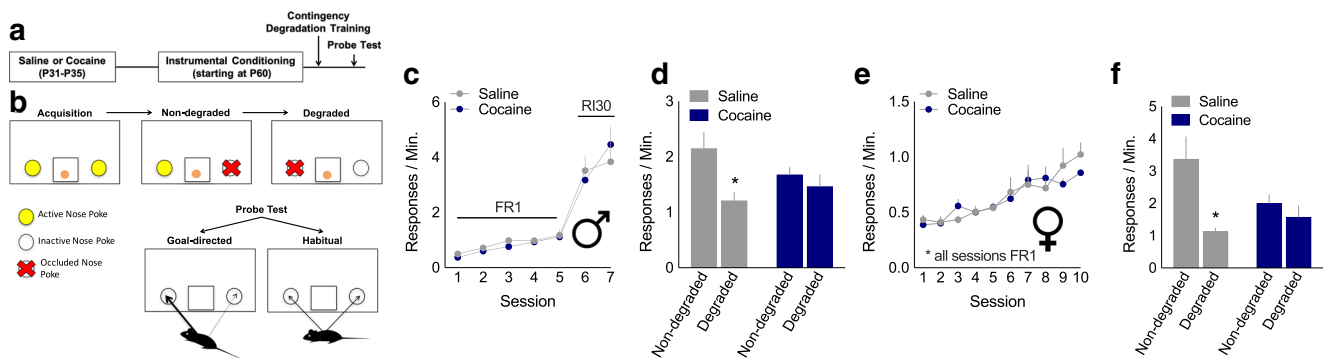 a
Contingency
Degradation Training
Probe Test
Saline or Cocaine
(P31-P35)
Instrumental Conditioning
(starting at P60)
b
Acquisition
Non-degraded
Degraded
Active Nose Poke
Inactive Nose Poke
Occluded Nose
Poke
Probe Test
Goal-directed
Habitual
c
Saline
Cocaine
RI30
FR1
Responses / Min.
6
4
2
0
1 2 3 4 5 6 7
Session
d
Saline
Cocaine
Responses / Min.
3
2
1
0
*
Non-degraded
Degraded
Non-degraded
Degraded
e
Saline
Cocaine
Responses / Min.
1.5
1.0
0.5
0.0
* all sessions FR1
1 2 3 4 5 6 7 8 9 10
Session
f
Saline
Cocaine
Responses / Min.
5
4
3
2
1
0
*
Non-degraded
Degraded
Non-degraded
Degraded